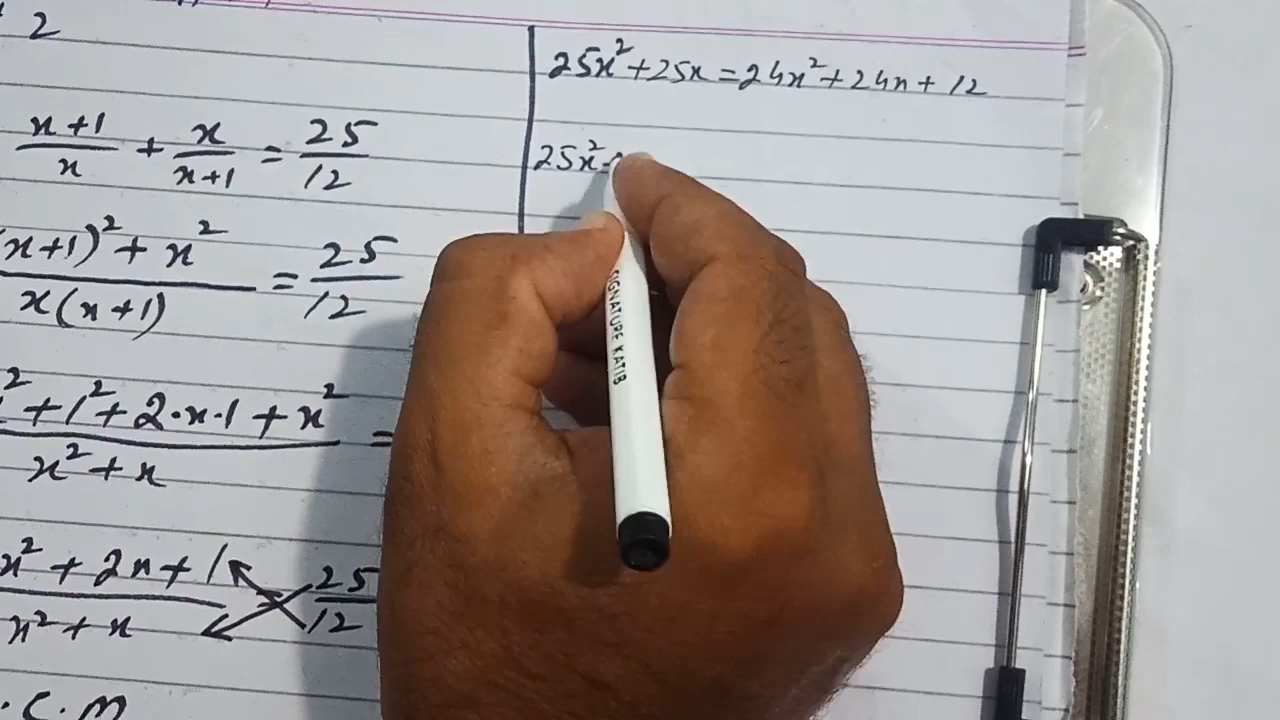 2
x+1/x + x/x+1 = 25/12
(x+1)² + x²/x(x+1) = 25/12
² + 1² + 2·x·1 + x²/x² + x =
x² + 2x + 1/x² + x = 25/12
.C.M
25x² + 25x = 24x² + 24x + 12
25x² -
SIGNATURE KATIB